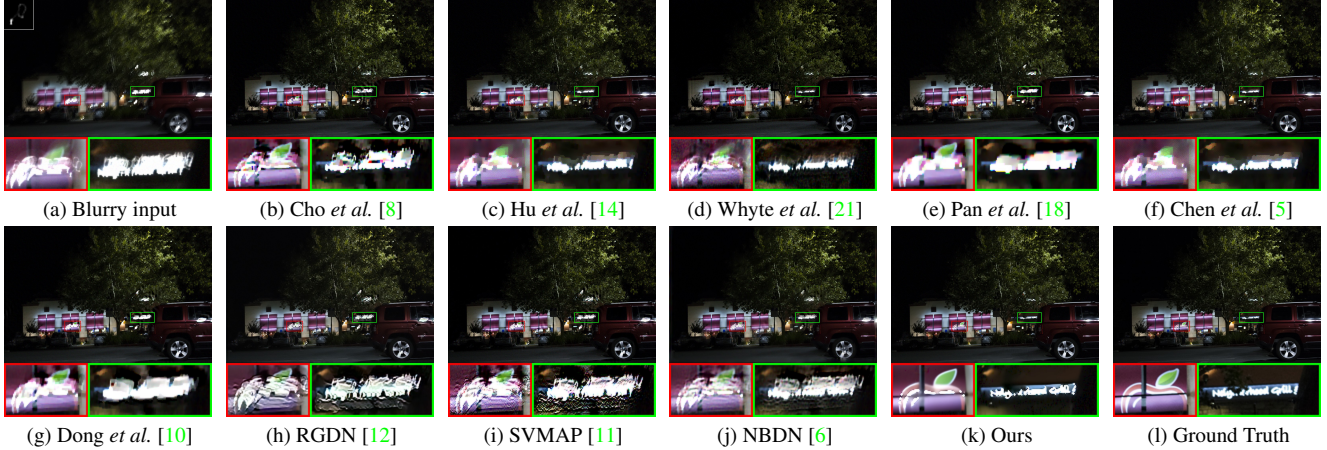 (a) Blurry input
(b) Cho et al. [8]
(c) Hu et al. [14]
(d) Whyte et al. [21]
(e) Pan et al. [18]
(f) Chen et al. [5]
(g) Dong et al. [10]
(h) RGDN [12]
(i) SVMAP [11]
(j) NBDN [6]
(k) Ours
(l) Ground Truth